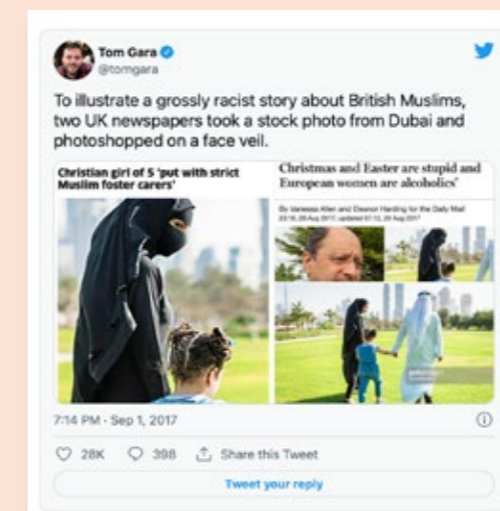 Tom Gara
@tomgara
To illustrate a grossly racist story about British Muslims,
two UK newspapers took a stock photo from Dubai and
photoshopped on a face veil.
Christian girl of 5 'put with strict
Muslim foster carers'
Christmas and Easter are stupid and
European women are alcoholics'
By Vanessa Allen and Eleanor Harding for the Daily Mail
7:14 PM · Sep 1, 2017
28K
398
Share this Tweet
Tweet your reply